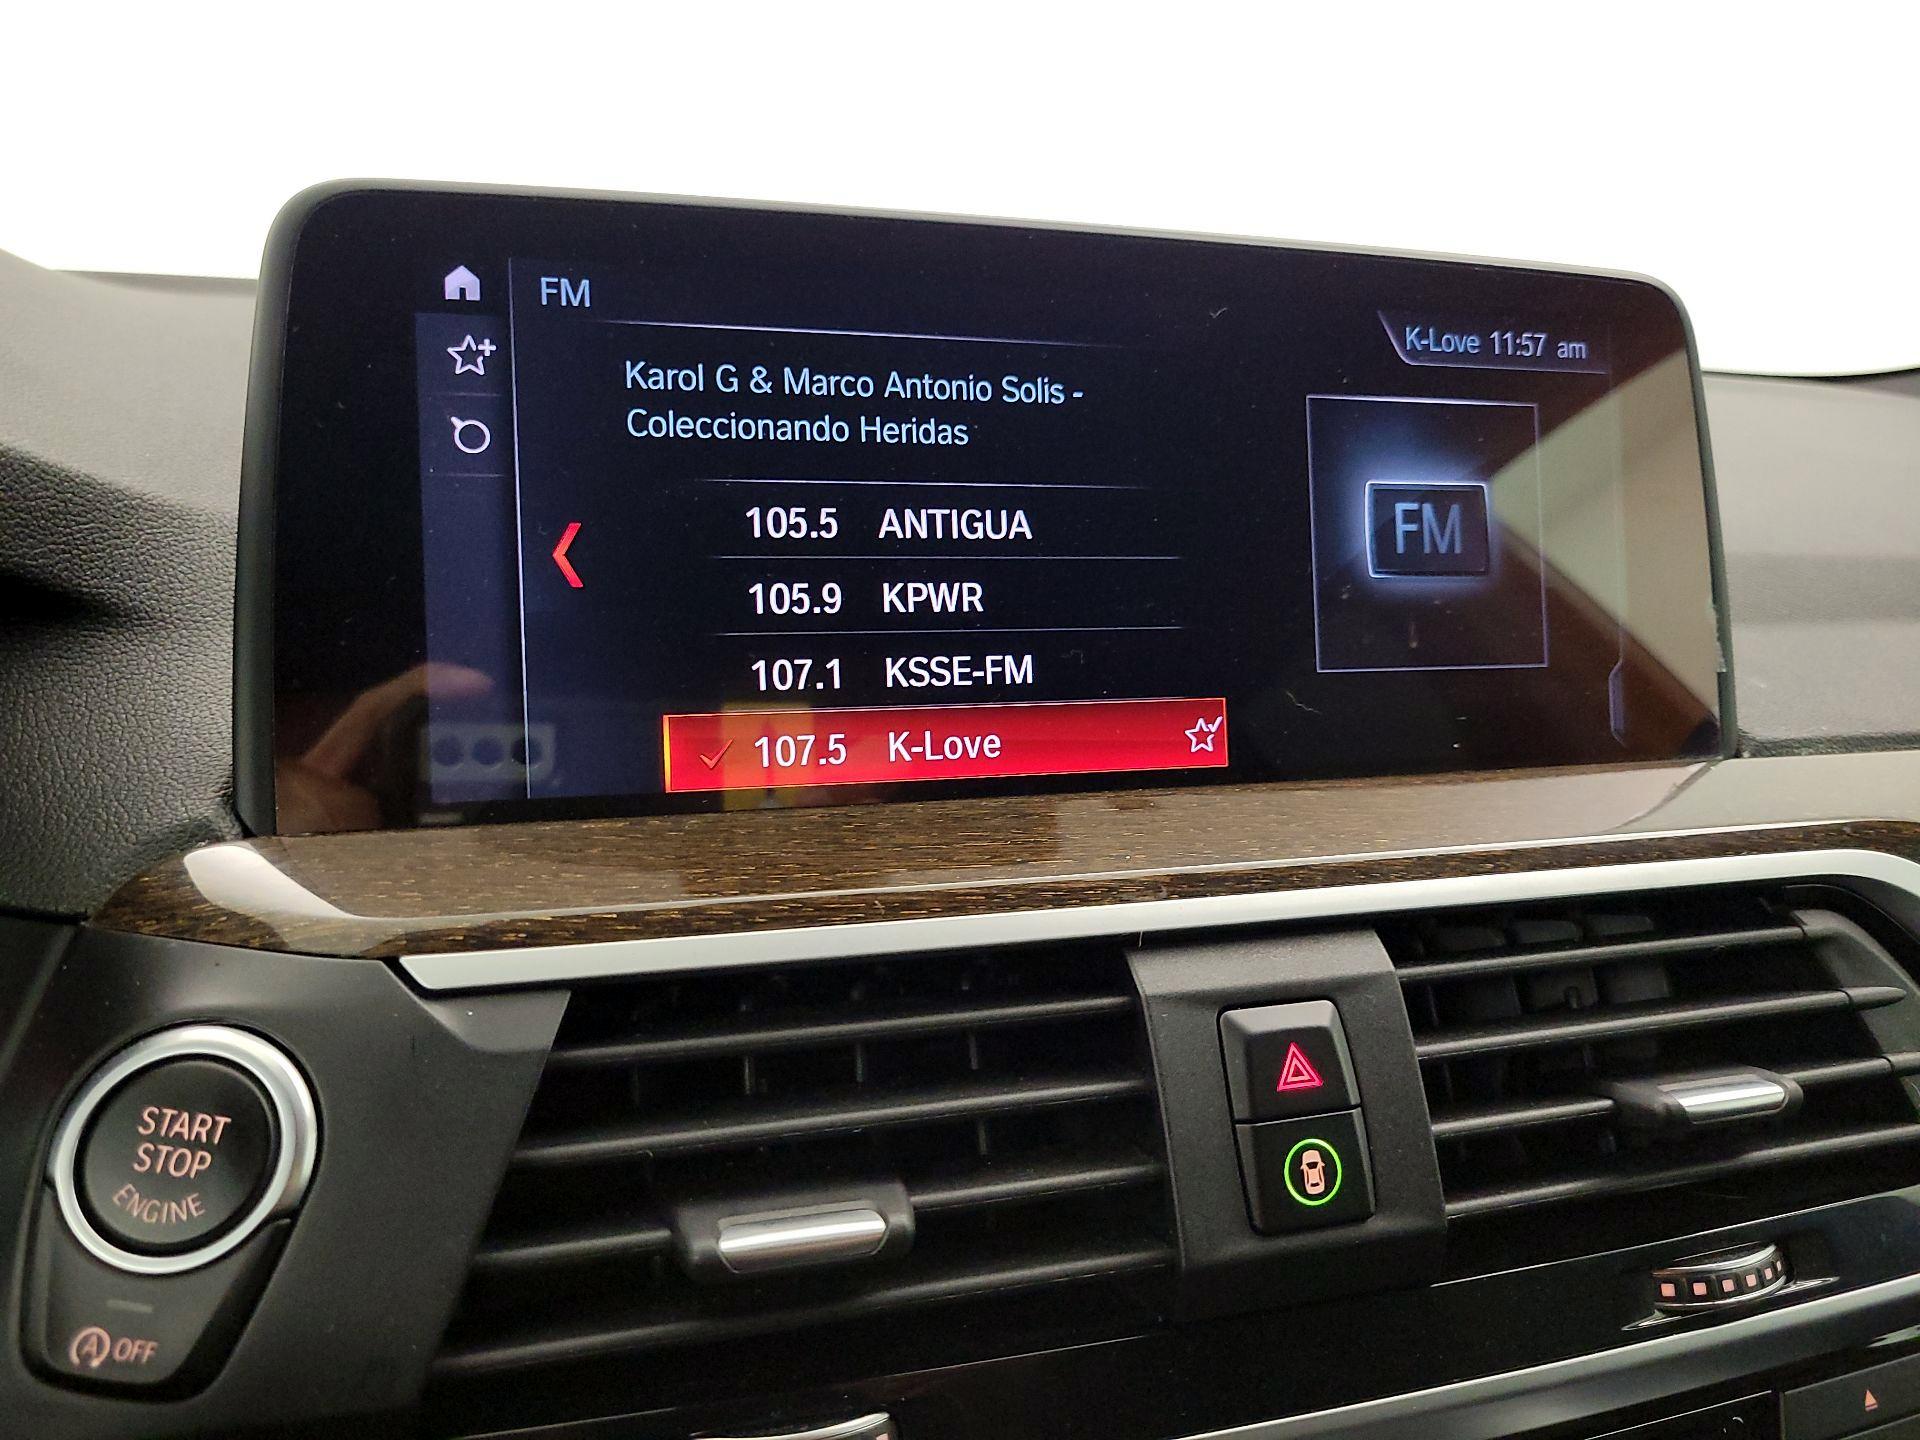 FM
K-Love 11:57 am
Karol G & Marco Antonio Solis -
Coleccionando Heridas
FM
105.5 ANTIGUA
105.9 KPWR
107.1 KSSE-FM
107.5 K-Love
START
STOP
ENGINE
A OFF